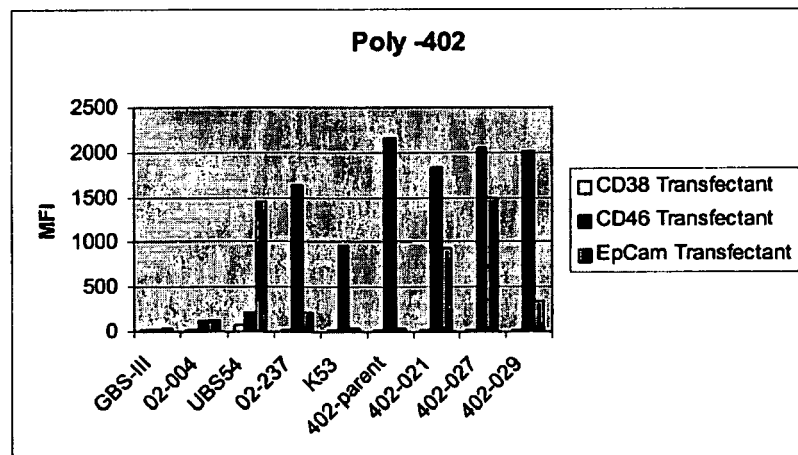 Poly -402
MFI
2500
2000
1500
1000
500
0
GBS-III
02-004
UBS54
02-237
K53
402-parent
402-021
402-027
402-029
CD38 Transfectant
CD46 Transfectant
EpCam Transfectant